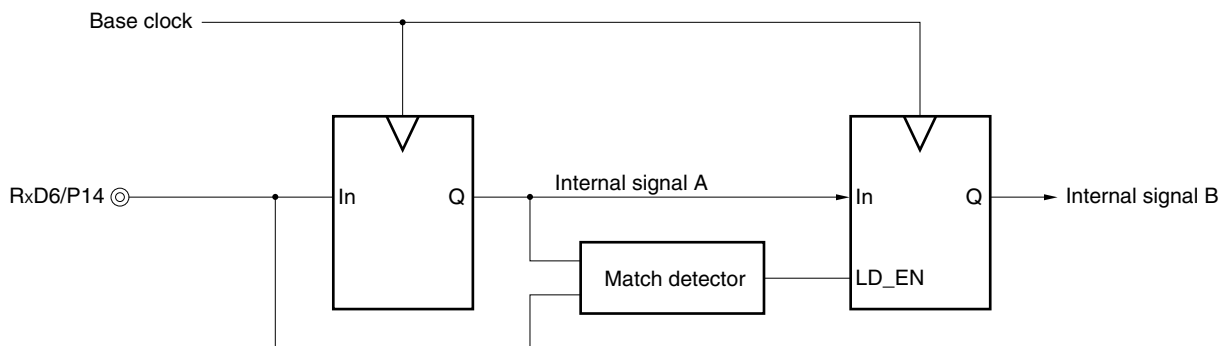 Base clock
RxD6/P14
In
Q
Internal signal A
In
Q
Internal signal B
Match detector
LD_EN